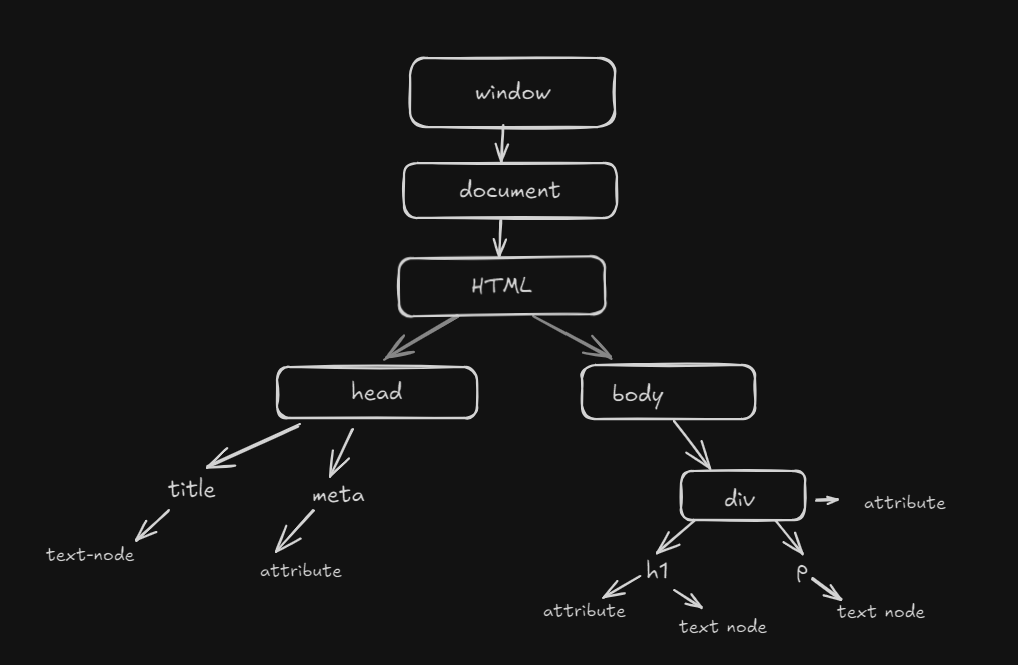 window
document
HTML
head
body
title
meta
div
attribute
text-node
attribute
h1
p
attribute
text node
text node